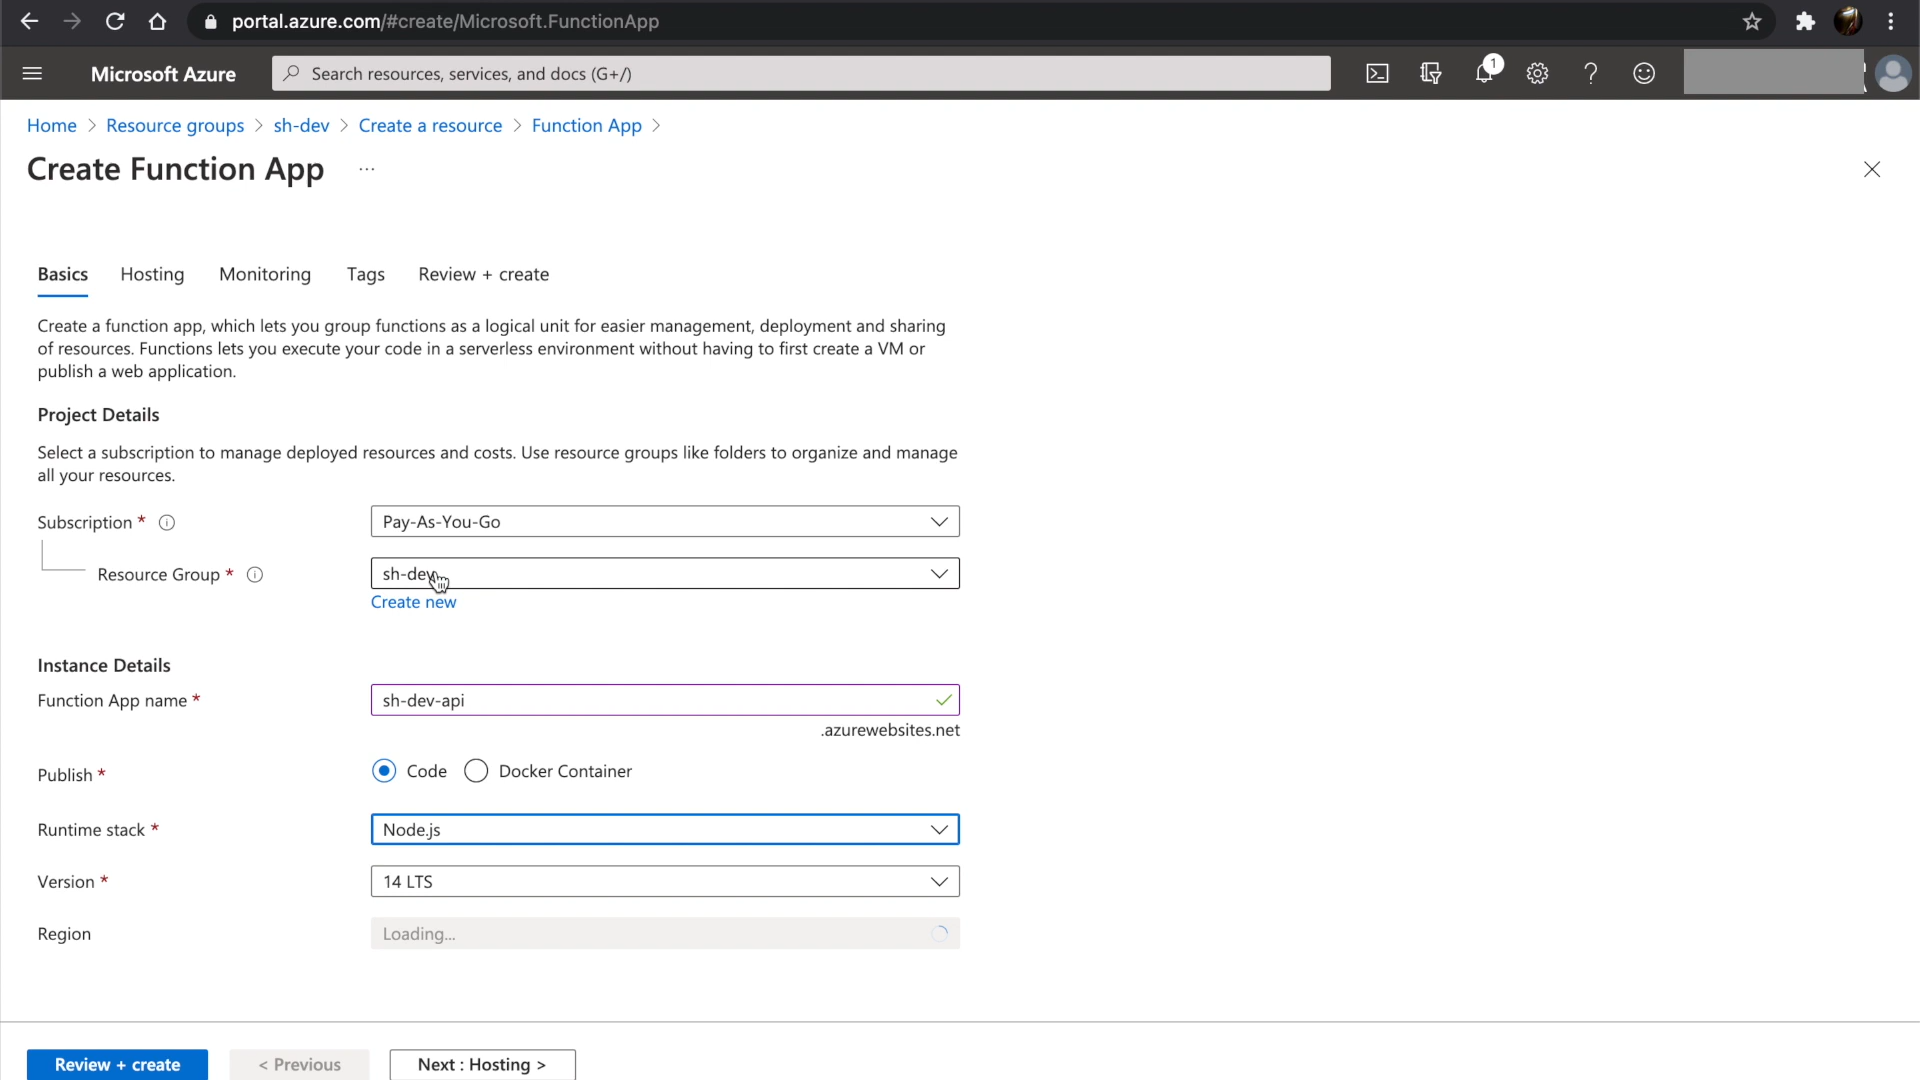 portal.azure.com/#create/Microsoft.FunctionApp
Microsoft Azure
Search resources, services, and docs (G+/)
1
Home > Resource groups > sh-dev > Create a resource > Function App >
Create Function App ...
Basics Hosting Monitoring Tags Review + create
Create a function app, which lets you group functions as a logical unit for easier management, deployment and sharing
of resources. Functions lets you execute your code in a serverless environment without having to first create a VM or
publish a web application.
Project Details
Select a subscription to manage deployed resources and costs. Use resource groups like folders to organize and manage
all your resources.
Subscription * Pay-As-You-Go
Resource Group * sh-dev
Create new
Instance Details
Function App name * sh-dev-api
.azurewebsites.net
Publish * Code Docker Container
Runtime stack * Node.js
Version * 14 LTS
Region Loading...
Review + create < Previous Next : Hosting >